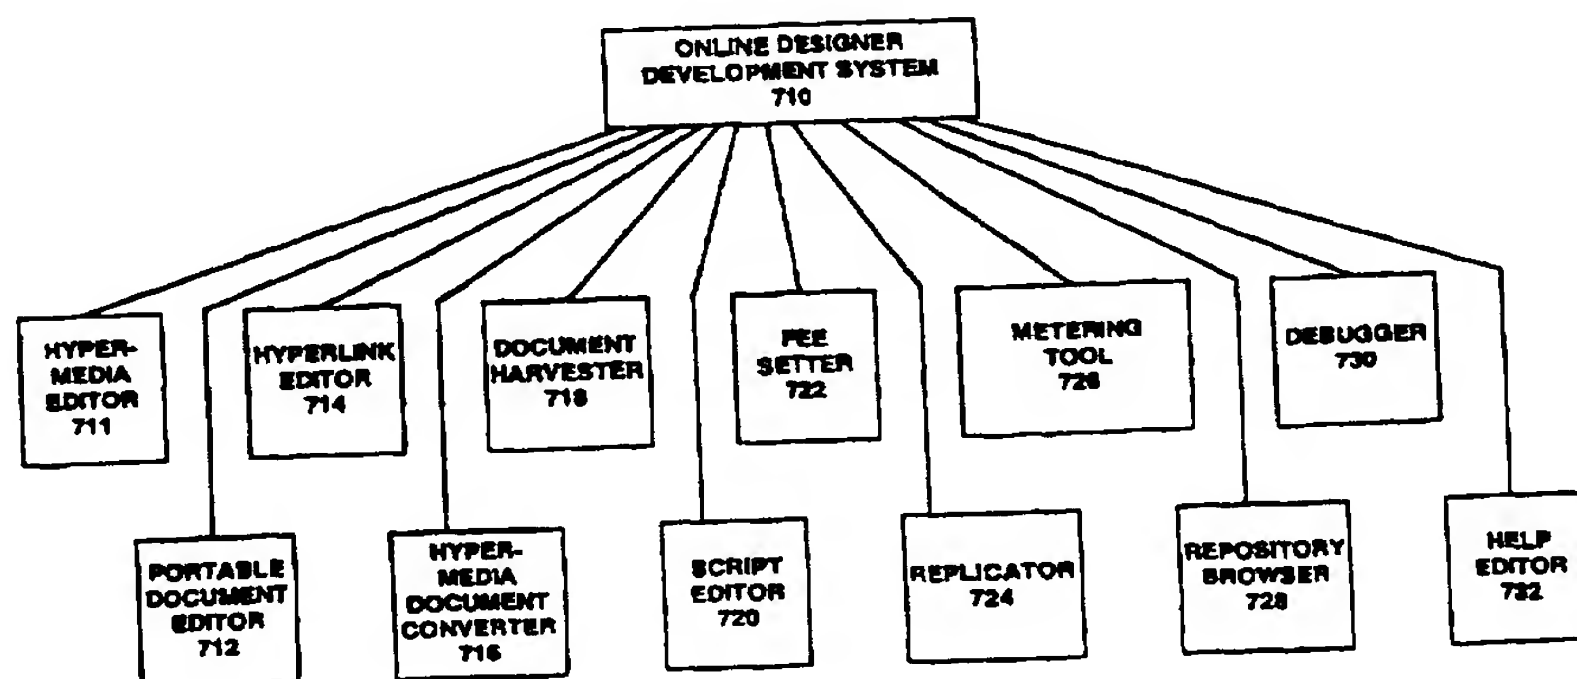 ONLINE DESIGNER
DEVELOPMENT SYSTEM
710
HYPER-
MEDIA
EDITOR
711
HYPERLINK
EDITOR
714
DOCUMENT
HARVESTER
718
FEE
SETTER
722
METERING
TOOL
726
DEBUGGER
730
PORTABLE
DOCUMENT
EDITOR
712
HYPER-
MEDIA
DOCUMENT
CONVERTER
716
SCRIPT
EDITOR
720
REPLICATOR
724
REPOSITORY
BROWSER
728
HELP
EDITOR
732